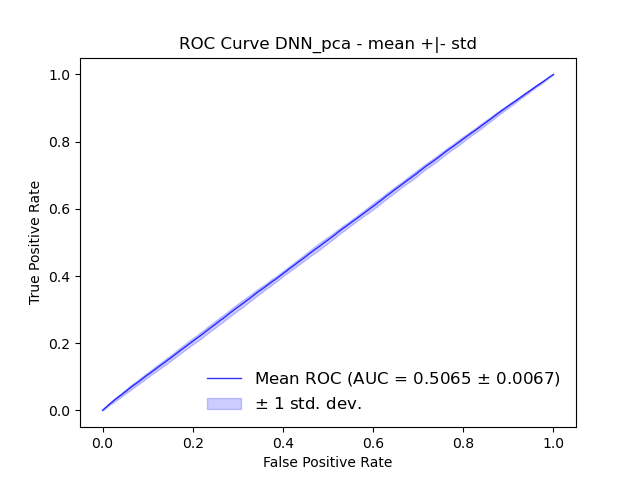 ROC Curve DNN_pca - mean +|- std
1.0
0.8
0.6
0.4
0.2
0.0
True Positive Rate
Mean ROC (AUC = 0.5065 ± 0.0067)
± 1 std. dev.
0.0 0.2 0.4 0.6 0.8 1.0
False Positive Rate